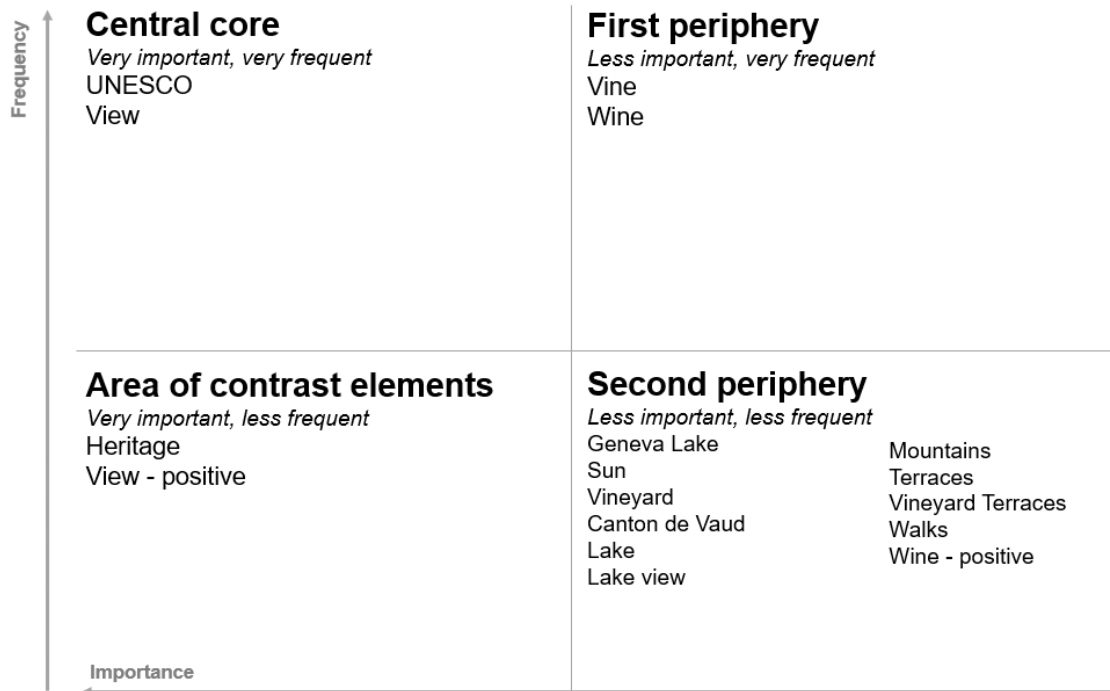 Frequency
Central core
Very important, very frequent
UNESCO
View
First periphery
Less important, very frequent
Vine
Wine
Area of contrast elements
Very important, less frequent
Heritage
View - positive
Second periphery
Less important, less frequent
Geneva Lake
Sun
Vineyard
Canton de Vaud
Lake
Lake view
Mountains
Terraces
Vineyard Terraces
Walks
Wine - positive
Importance